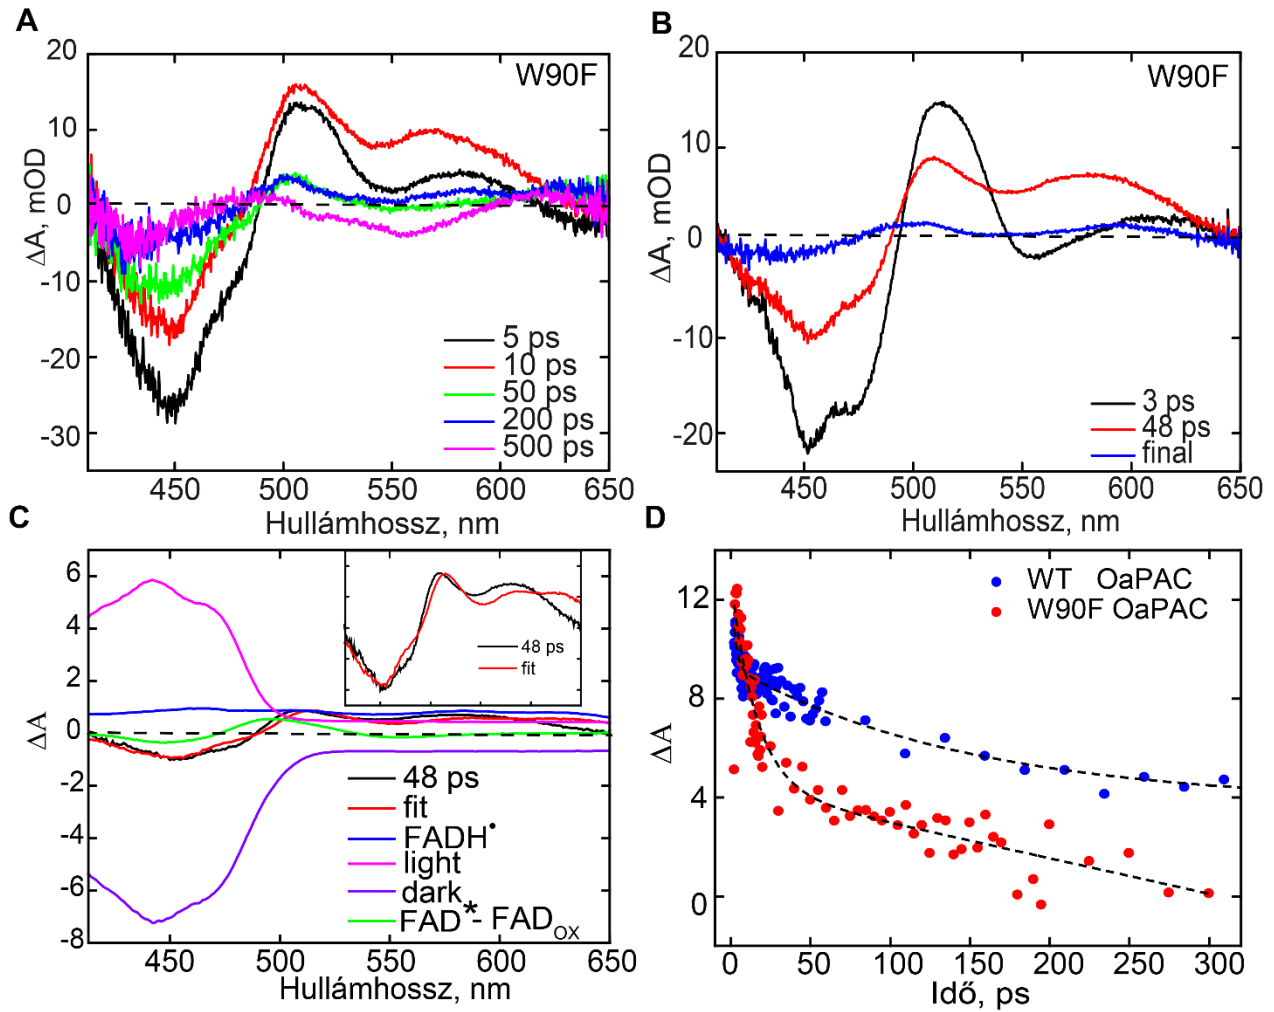 A
W90F
ΔA, mOD
20
10
0
-10
-20
-30
5 ps
10 ps
50 ps
200 ps
500 ps
450 500 550 600 650
Hullámhossz, nm
B
W90F
ΔA, mOD
20
10
0
-10
-20
3 ps
48 ps
final
450 500 550 600 650
Hullámhossz, nm
C
ΔA
6
4
2
0
-2
-4
-6
-8
48 ps
fit
48 ps
fit
FADH•
light
dark
FAD*- FADOX
450 500 550 600 650
Hullámhossz, nm
D
ΔA
12
8
4
0
WT OaPAC
W90F OaPAC
0 50 100 150 200 250 300
Idő, ps